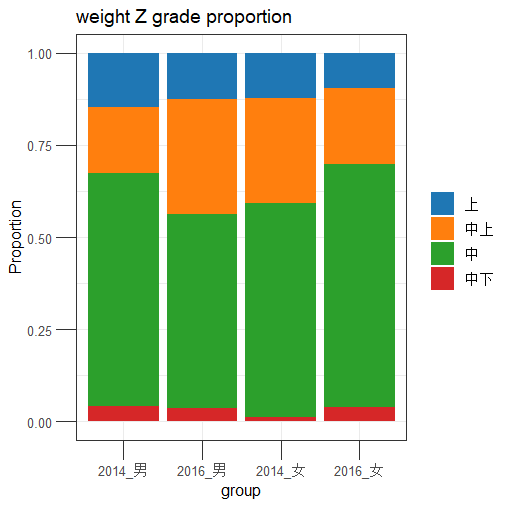 weight Z grade proportion
1.00
0.75
0.50
0.25
0.00
Proportion
2014_男
2016_男
2014_女
2016_女
group
上
中上
中
中下